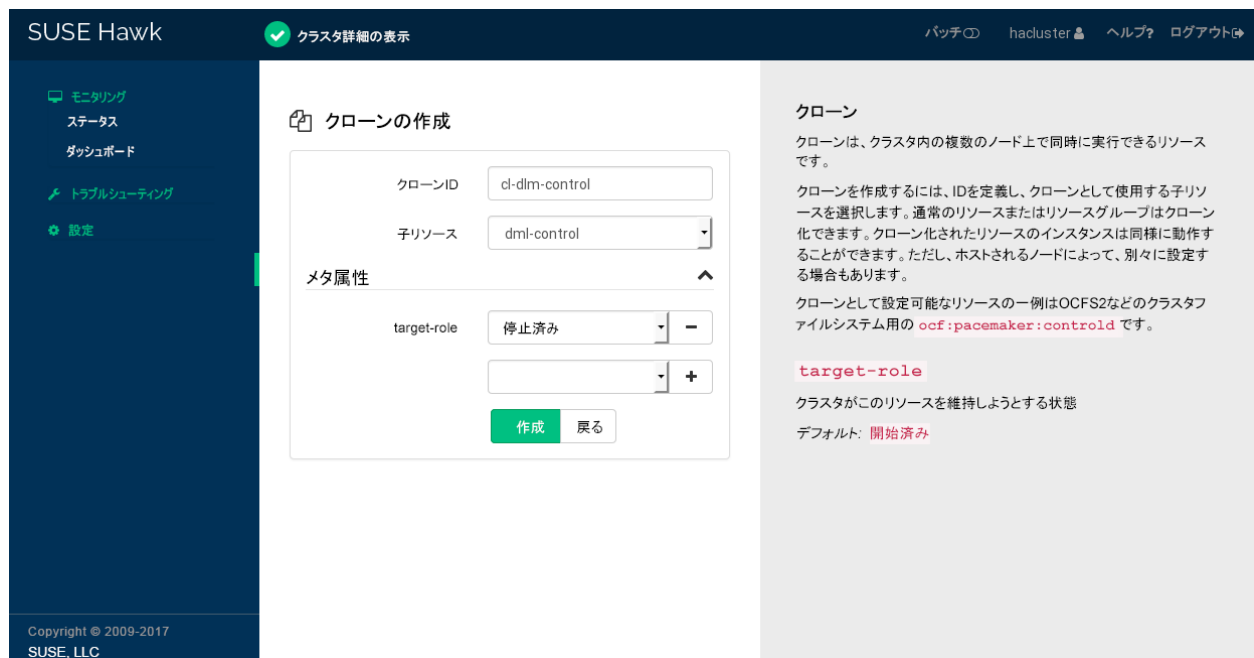 SUSE Hawk
クラスタ詳細の表示
バッチ
hacluster
ヘルプ?
ログアウト
モニタリング
ステータス
ダッシュボード
トラブルシューティング
設定
クローンの作成
クローンID
cl-dlm-control
子リソース
dml-control
メタ属性
target-role
停止済み
作成
戻る
クローン
クローンは、クラスタ内の複数のノード上で同時に実行できるリソース
です。
クローンを作成するには、IDを定義し、クローンとして使用する子リソ
ースを選択します。通常のリソースまたはリソースグループはクローン
化できます。クローン化されたリソースのインスタンスは同様に動作す
ることができます。ただし、ホストされるノードによって、別々に設定す
る場合もあります。
クローンとして設定可能なリソースの一例はOCFS2などのクラスタフ
ァイルシステム用の ocf:pacemaker:controld です。
target-role
クラスタがこのリソースを維持しようとする状態
デフォルト: 開始済み
Copyright © 2009-2017
SUSE, LLC